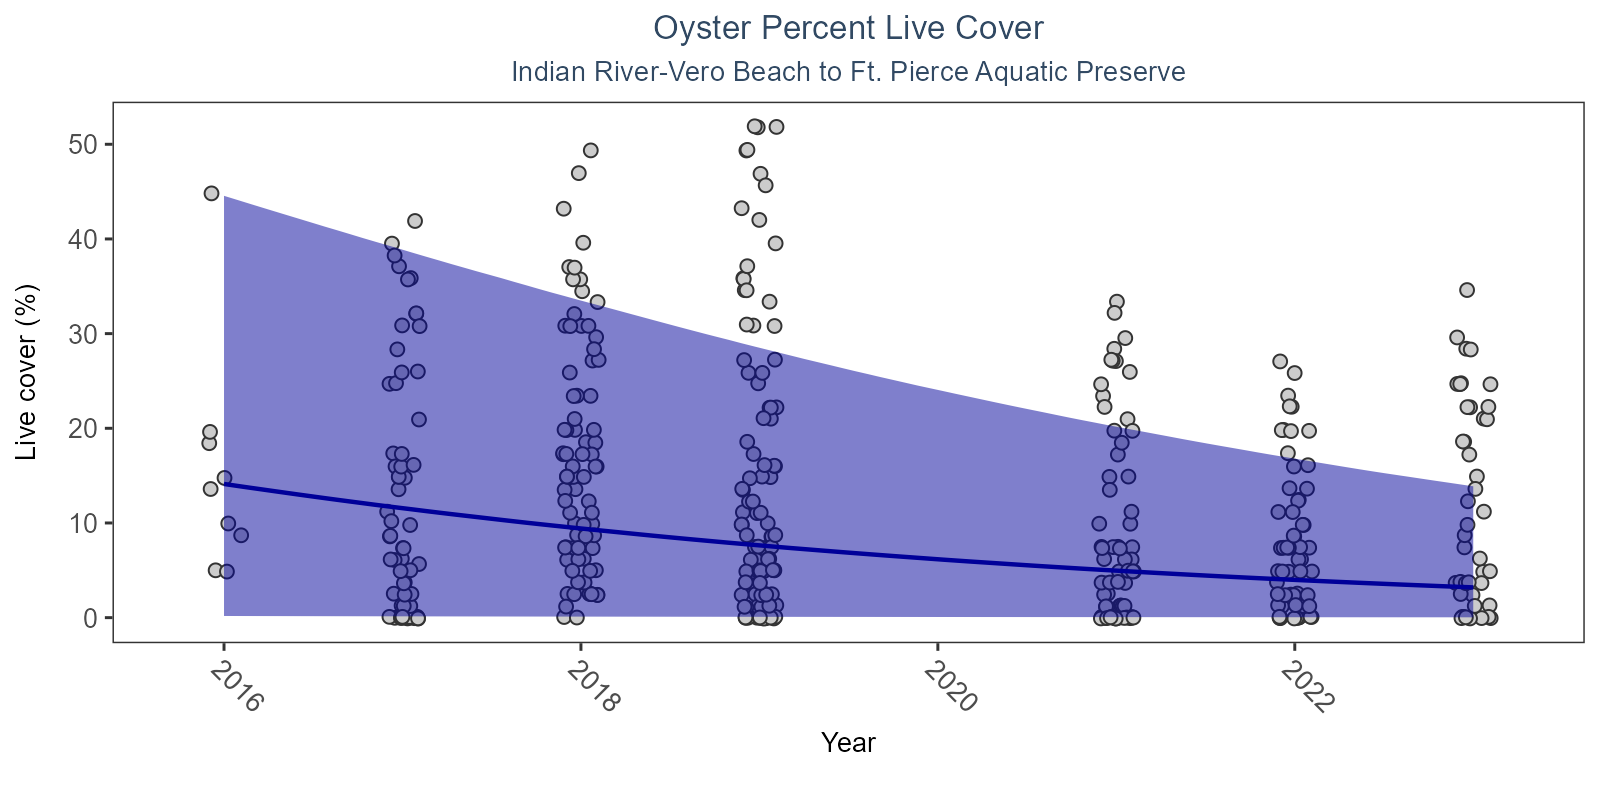 Oyster Percent Live Cover
Indian River-Vero Beach to Ft. Pierce Aquatic Preserve
Live cover (%)
50
40
30
20
10
0
2016
2018
2020
2022
Year